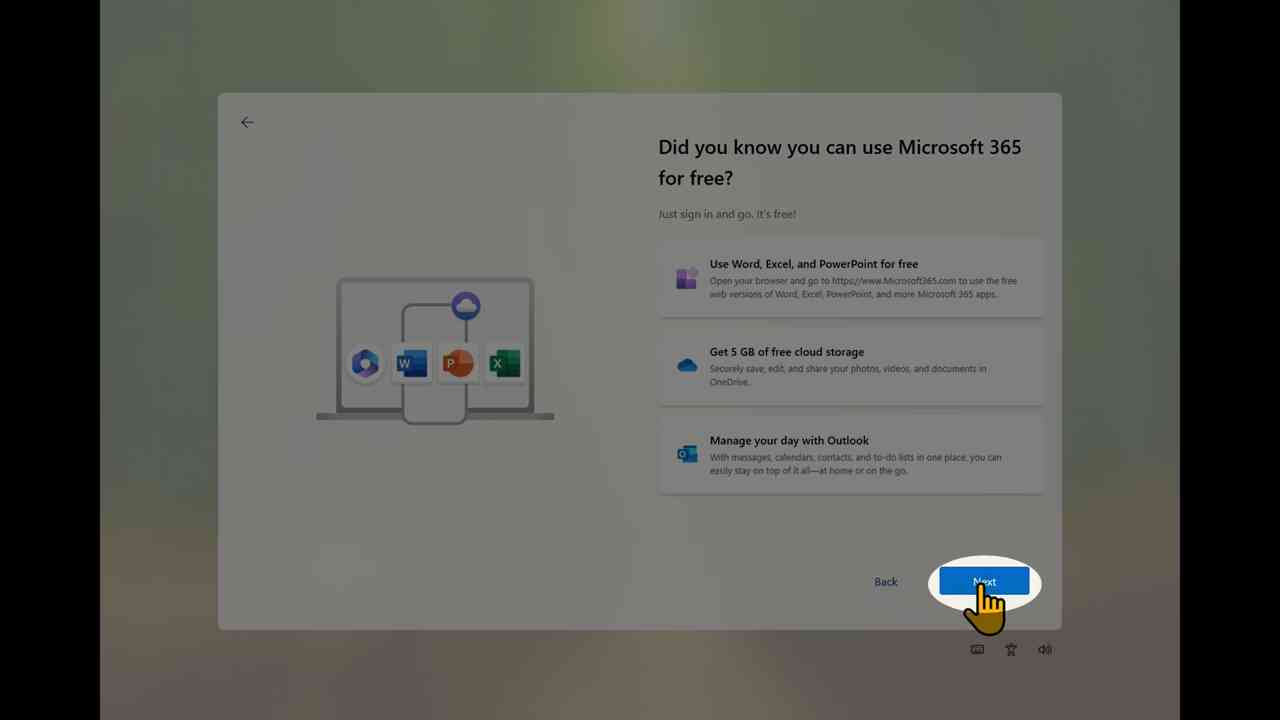 Did you know you can use Microsoft 365
for free?
Just sign in and go. It's free!
Use Word, Excel, and PowerPoint for free
Open your browser and go to https://www.Microsoft365.com to use the free
web versions of Word, Excel, PowerPoint, and more Microsoft 365 apps.
W
P
X
Get 5 GB of free cloud storage
Securely save, edit, and share your photos, videos, and documents in
OneDrive.
Manage your day with Outlook
With messages, calendars, contacts, and to-do lists in one place, you can
easily stay on top of it all—at home or on the go.
Back
Next